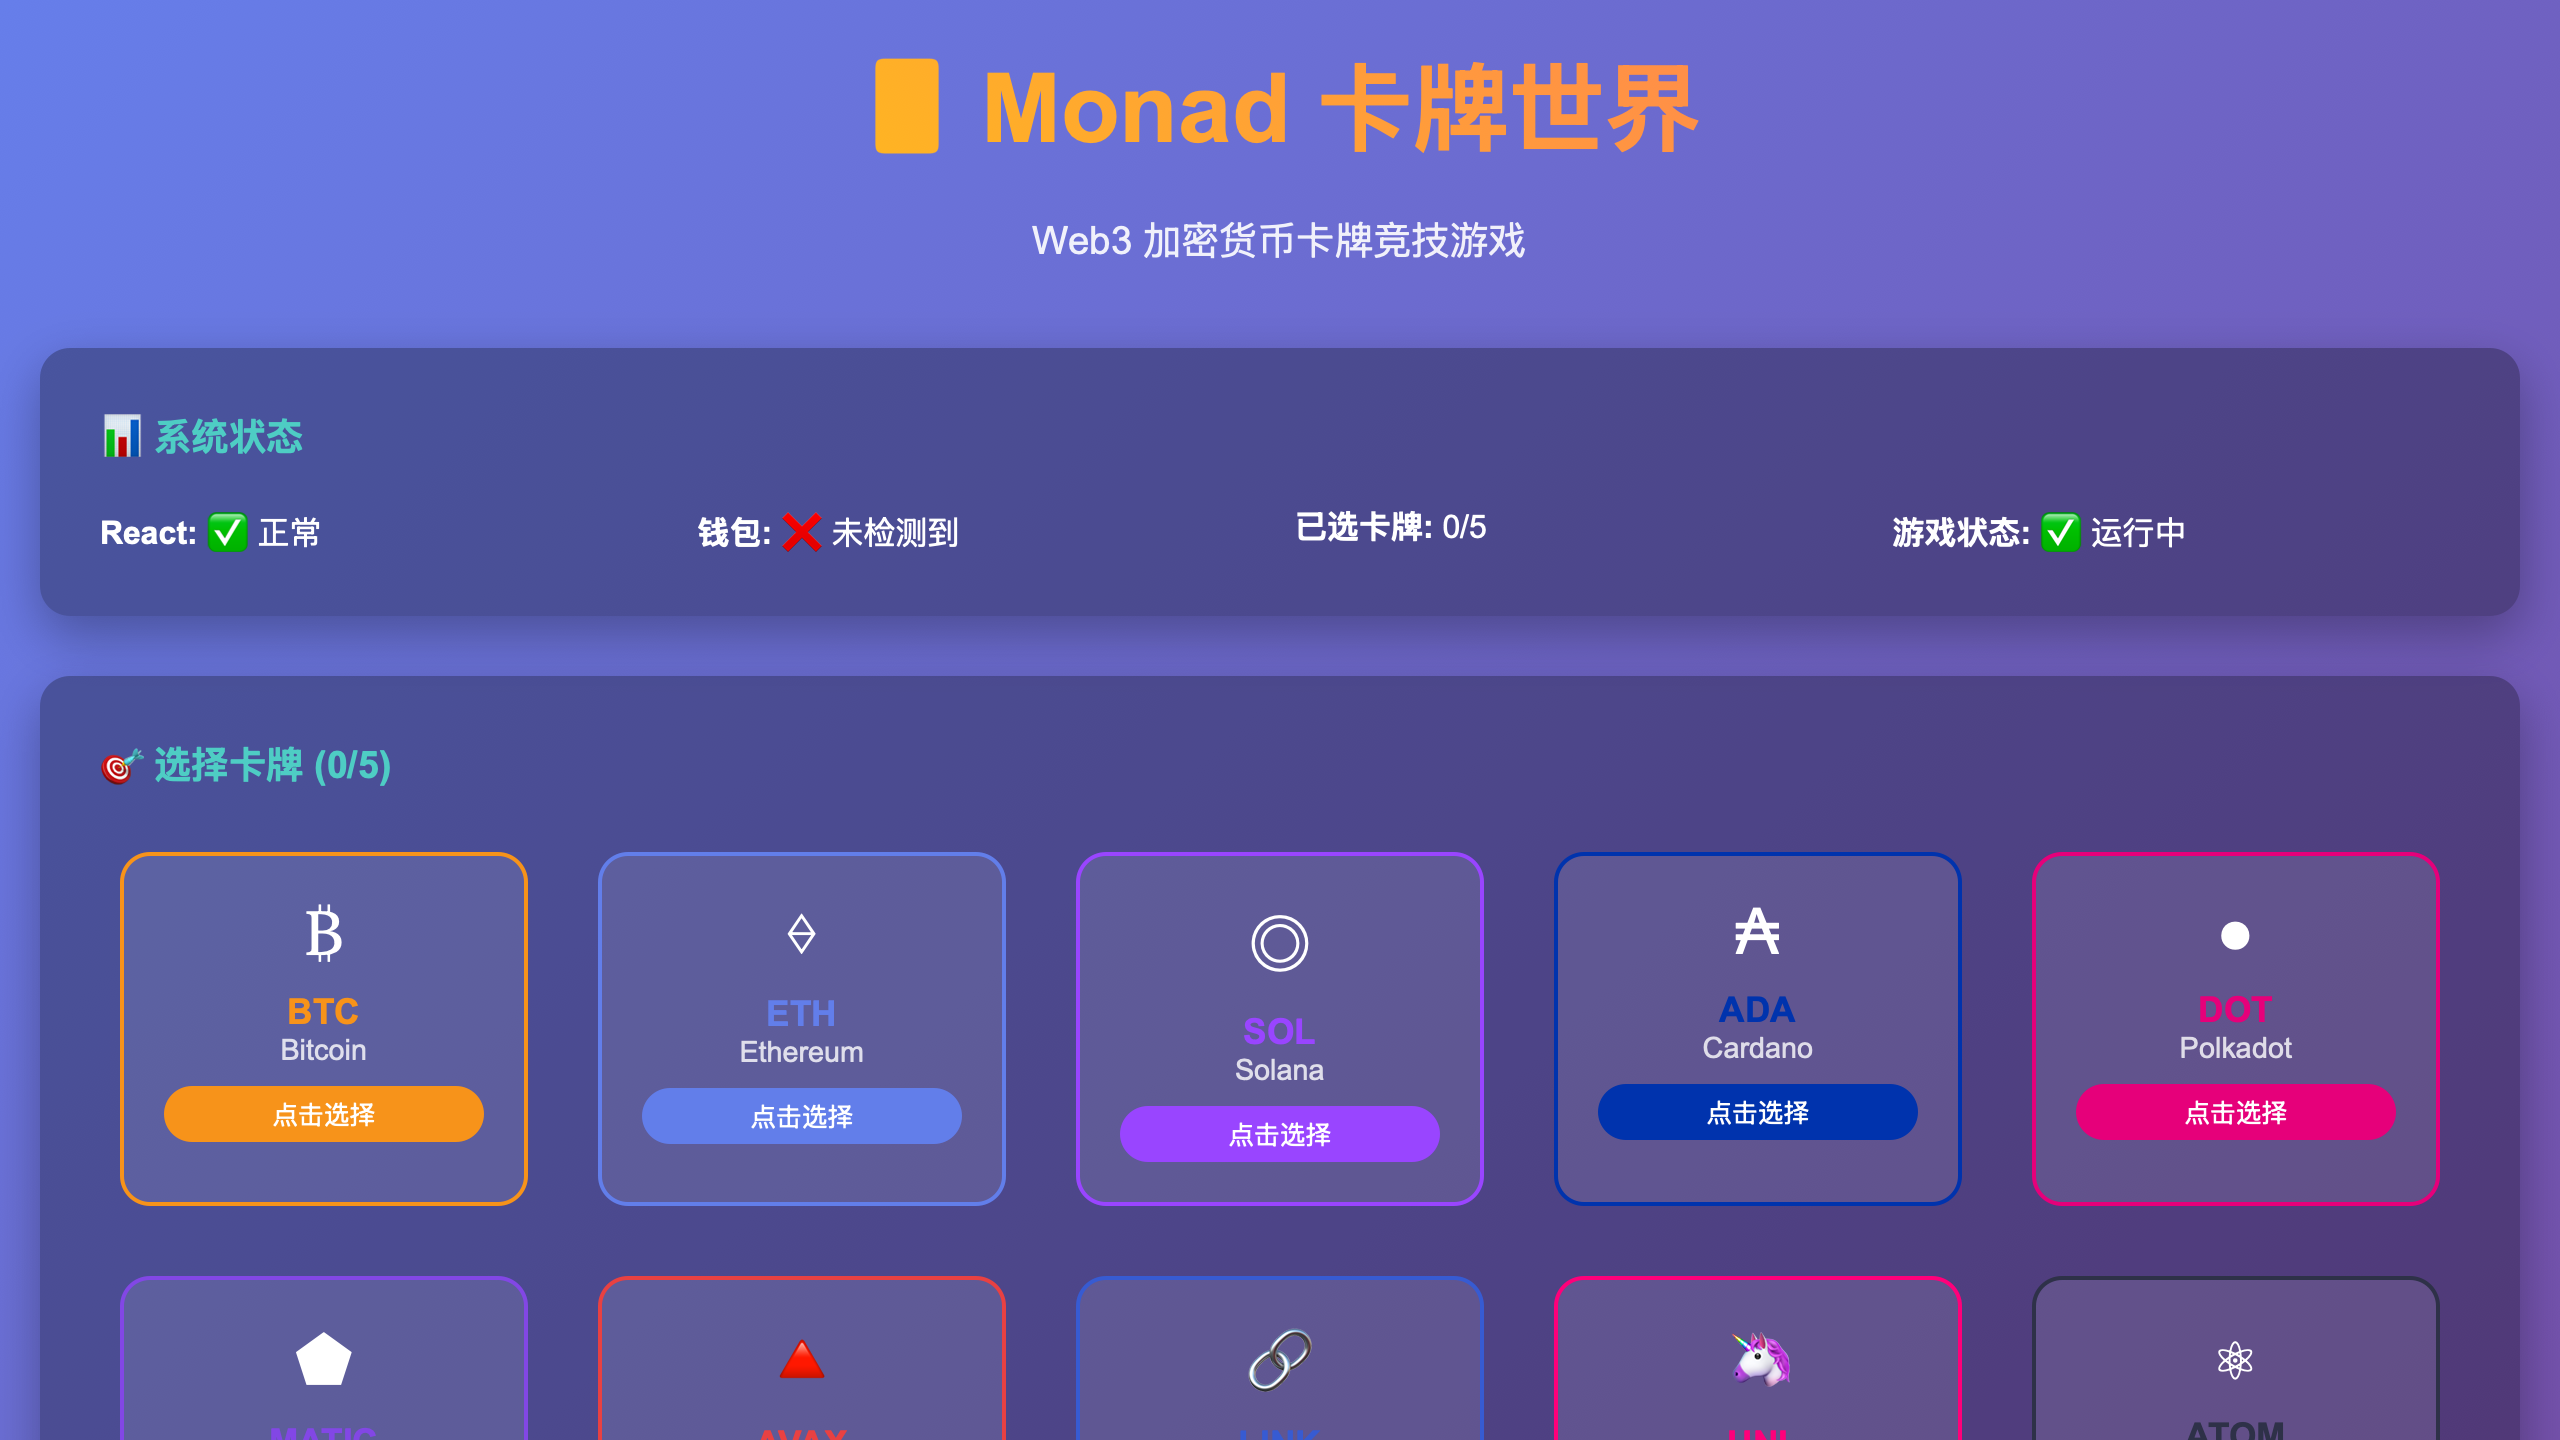 Monad 卡牌世界
Web3 加密货币卡牌竞技游戏
📊 系统状态
React: ✅ 正常
钱包: ❌ 未检测到
已选卡牌: 0/5
游戏状态: ✅ 运行中
🎯 选择卡牌 (0/5)
₿
BTC
Bitcoin
点击选择
ETH
Ethereum
点击选择
SOL
Solana
点击选择
₳
ADA
Cardano
点击选择
DOT
Polkadot
点击选择
MATIC
AVAX
LINK
UNI
ATOM